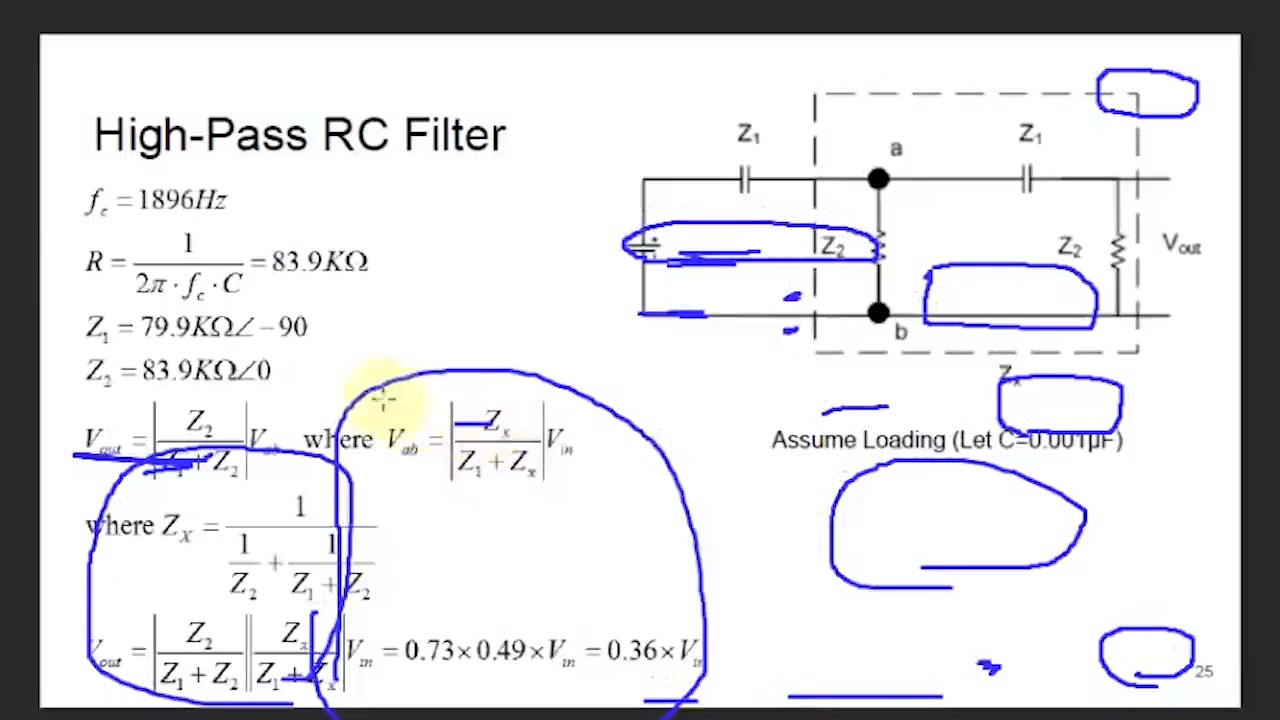 High-Pass RC Filter
f_c = 1896Hz
R = 1 / (2π · f_c · C) = 83.9KΩ
Z_1 = 79.9KΩ∠−90
Z_2 = 83.9KΩ∠0
V_out = |Z_2 / (Z_1 + Z_2)| V_ab where V_ab = |Z_x / (Z_1 + Z_x)| V_in
where Z_X = 1 / (1/Z_2 + 1/(Z_1 + Z_2))
V_out = |Z_2 / (Z_1 + Z_2)| |Z_x / (Z_1 + Z_x)| V_in = 0.73 × 0.49 × V_in = 0.36 × V_in
Z_1
a
Z_1
Z_2
Z_2
V_out
b
Z_x
Assume Loading (Let C=0.001μF)
25